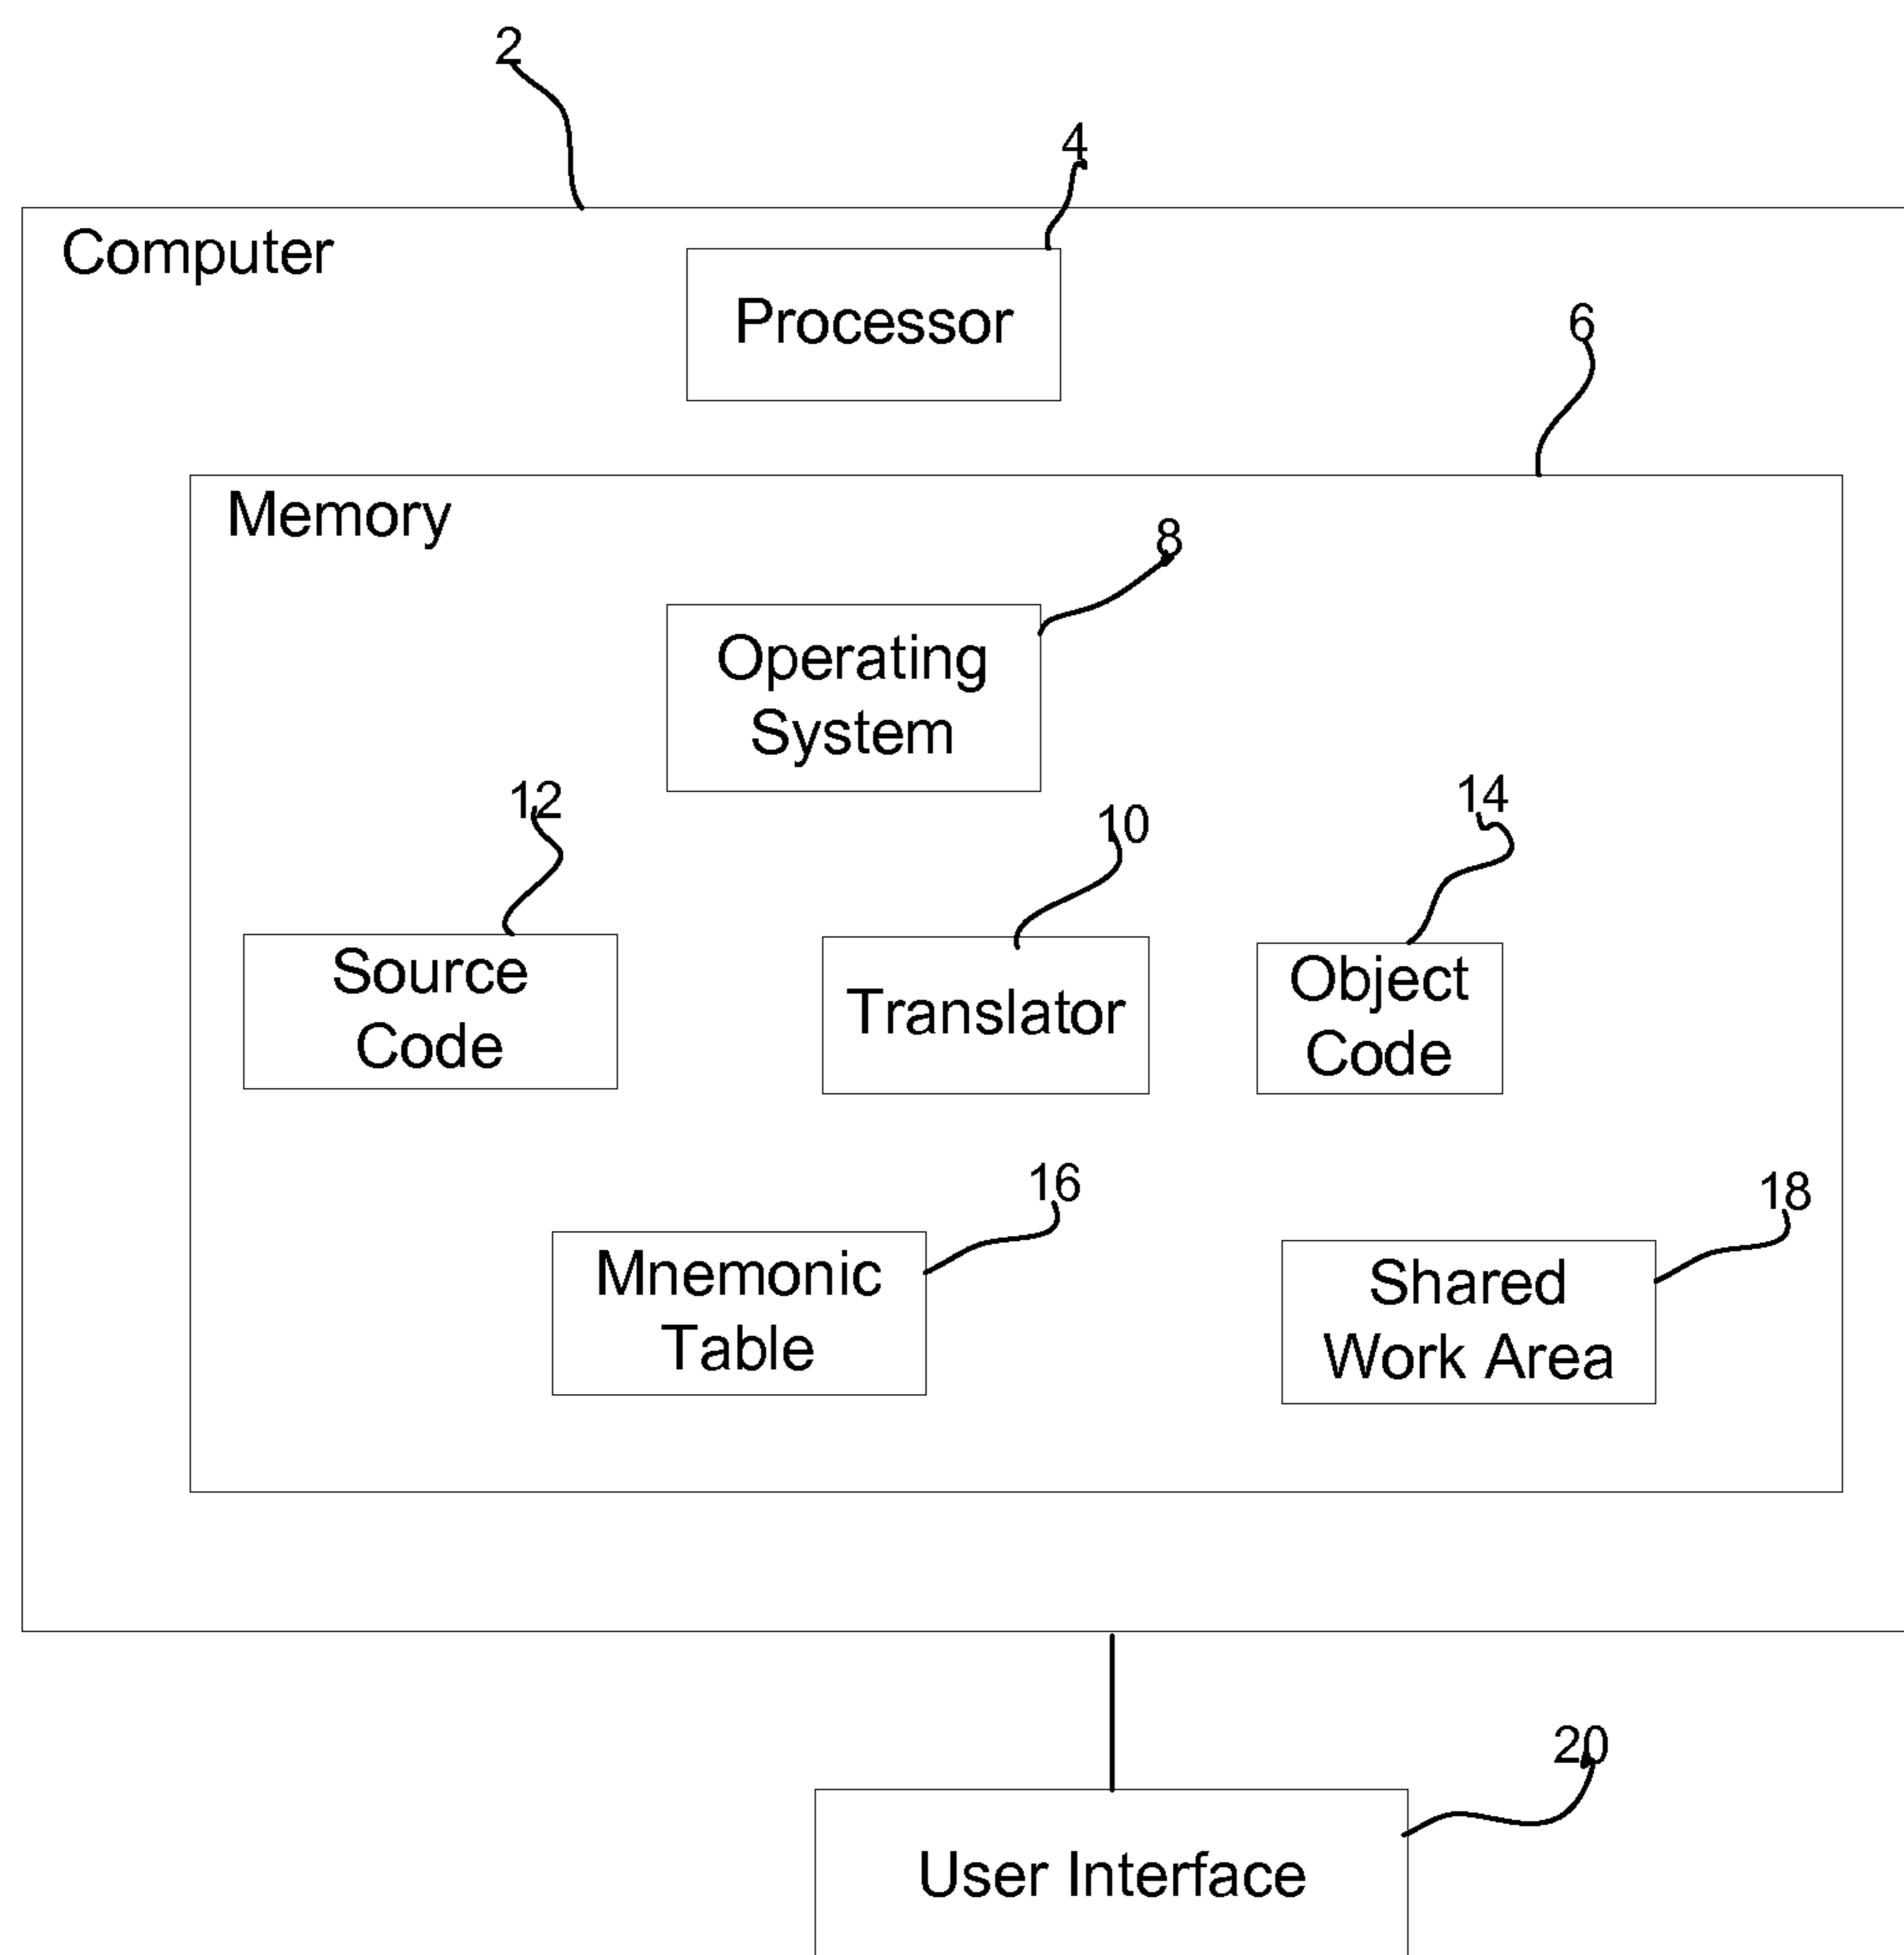 2
4
Computer
Processor
6
Memory
8
Operating
System
12
10
14
Source
Code
Translator
Object
Code
16
18
Mnemonic
Table
Shared
Work Area
20
User Interface